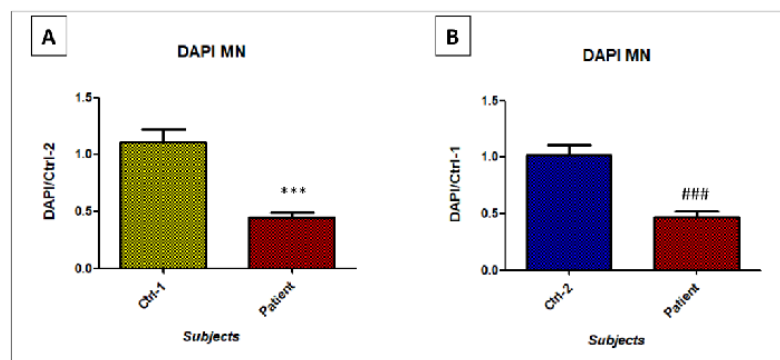 A
DAPI MN
DAPI/Ctrl-2
1.5
1.0
0.5
0.0
***
Ctrl-1
Patient
Subjects
B
DAPI MN
DAPI/Ctrl-1
1.5
1.0
0.5
0.0
###
Ctrl-2
Patient
Subjects